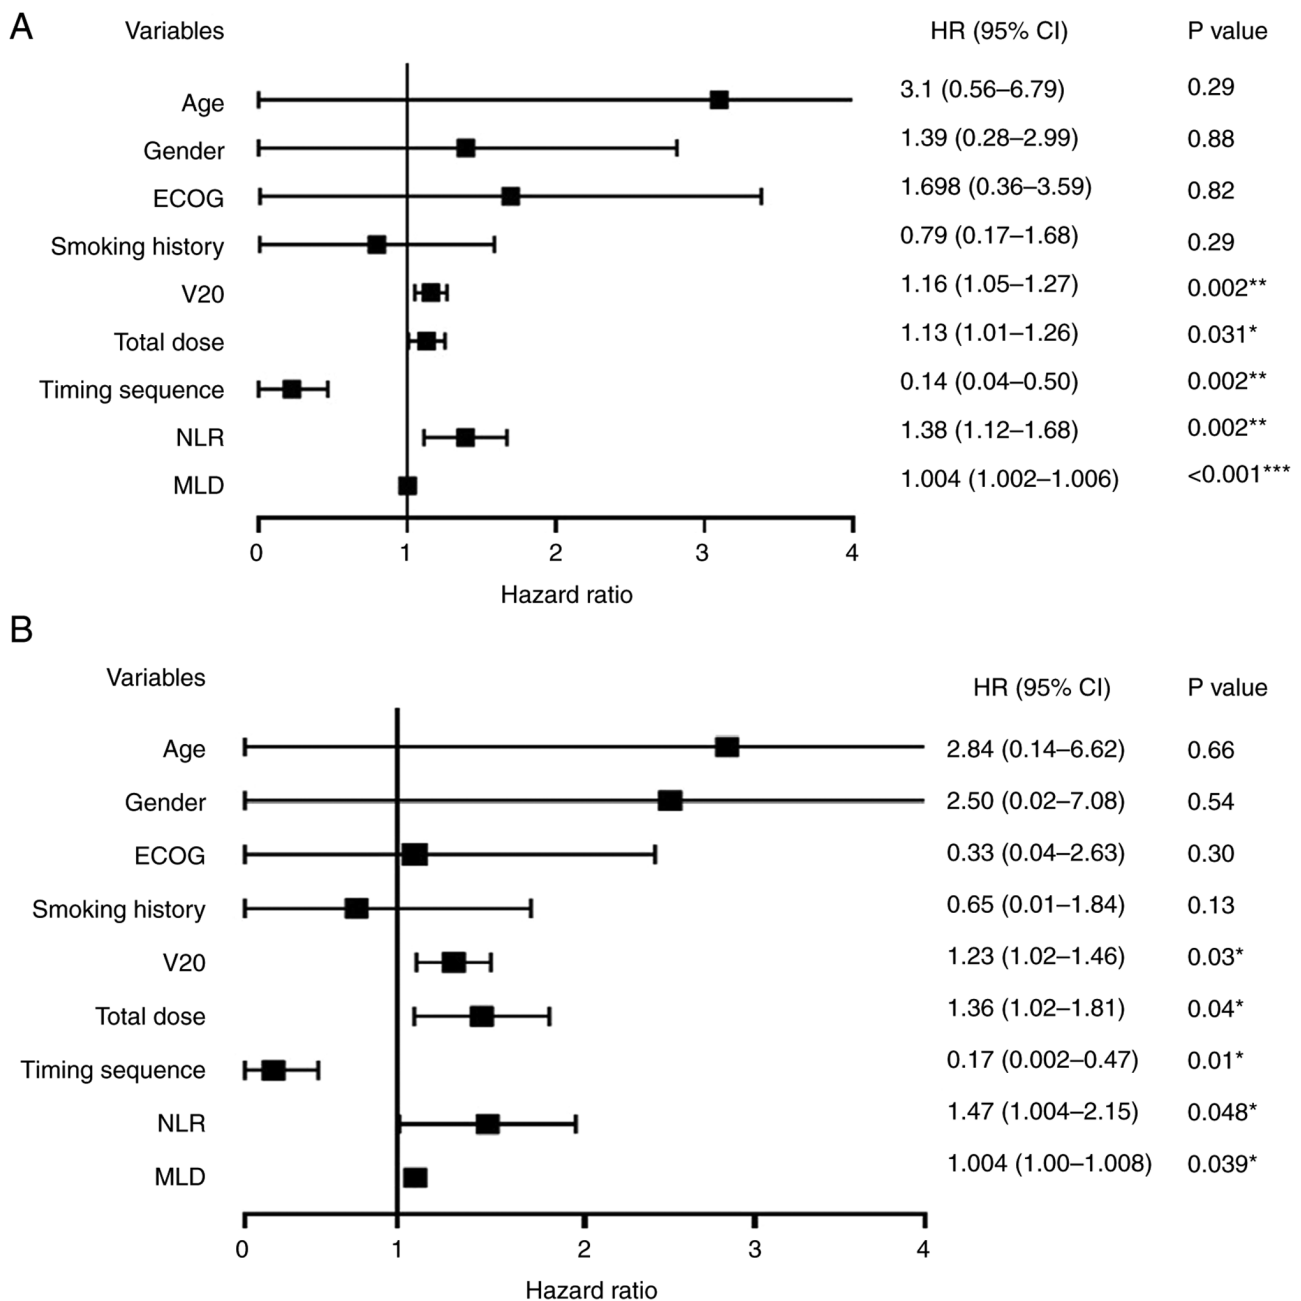 A
Variables HR (95% CI) P value
Age 3.1 (0.56–6.79) 0.29
Gender 1.39 (0.28–2.99) 0.88
ECOG 1.698 (0.36–3.59) 0.82
Smoking history 0.79 (0.17–1.68) 0.29
V20 1.16 (1.05–1.27) 0.002**
Total dose 1.13 (1.01–1.26) 0.031*
Timing sequence 0.14 (0.04–0.50) 0.002**
NLR 1.38 (1.12–1.68) 0.002**
MLD 1.004 (1.002–1.006) <0.001***
0 1 2 3 4
Hazard ratio
B
Variables HR (95% CI) P value
Age 2.84 (0.14–6.62) 0.66
Gender 2.50 (0.02–7.08) 0.54
ECOG 0.33 (0.04–2.63) 0.30
Smoking history 0.65 (0.01–1.84) 0.13
V20 1.23 (1.02–1.46) 0.03*
Total dose 1.36 (1.02–1.81) 0.04*
Timing sequence 0.17 (0.002–0.47) 0.01*
NLR 1.47 (1.004–2.15) 0.048*
MLD 1.004 (1.00–1.008) 0.039*
0 1 2 3 4
Hazard ratio